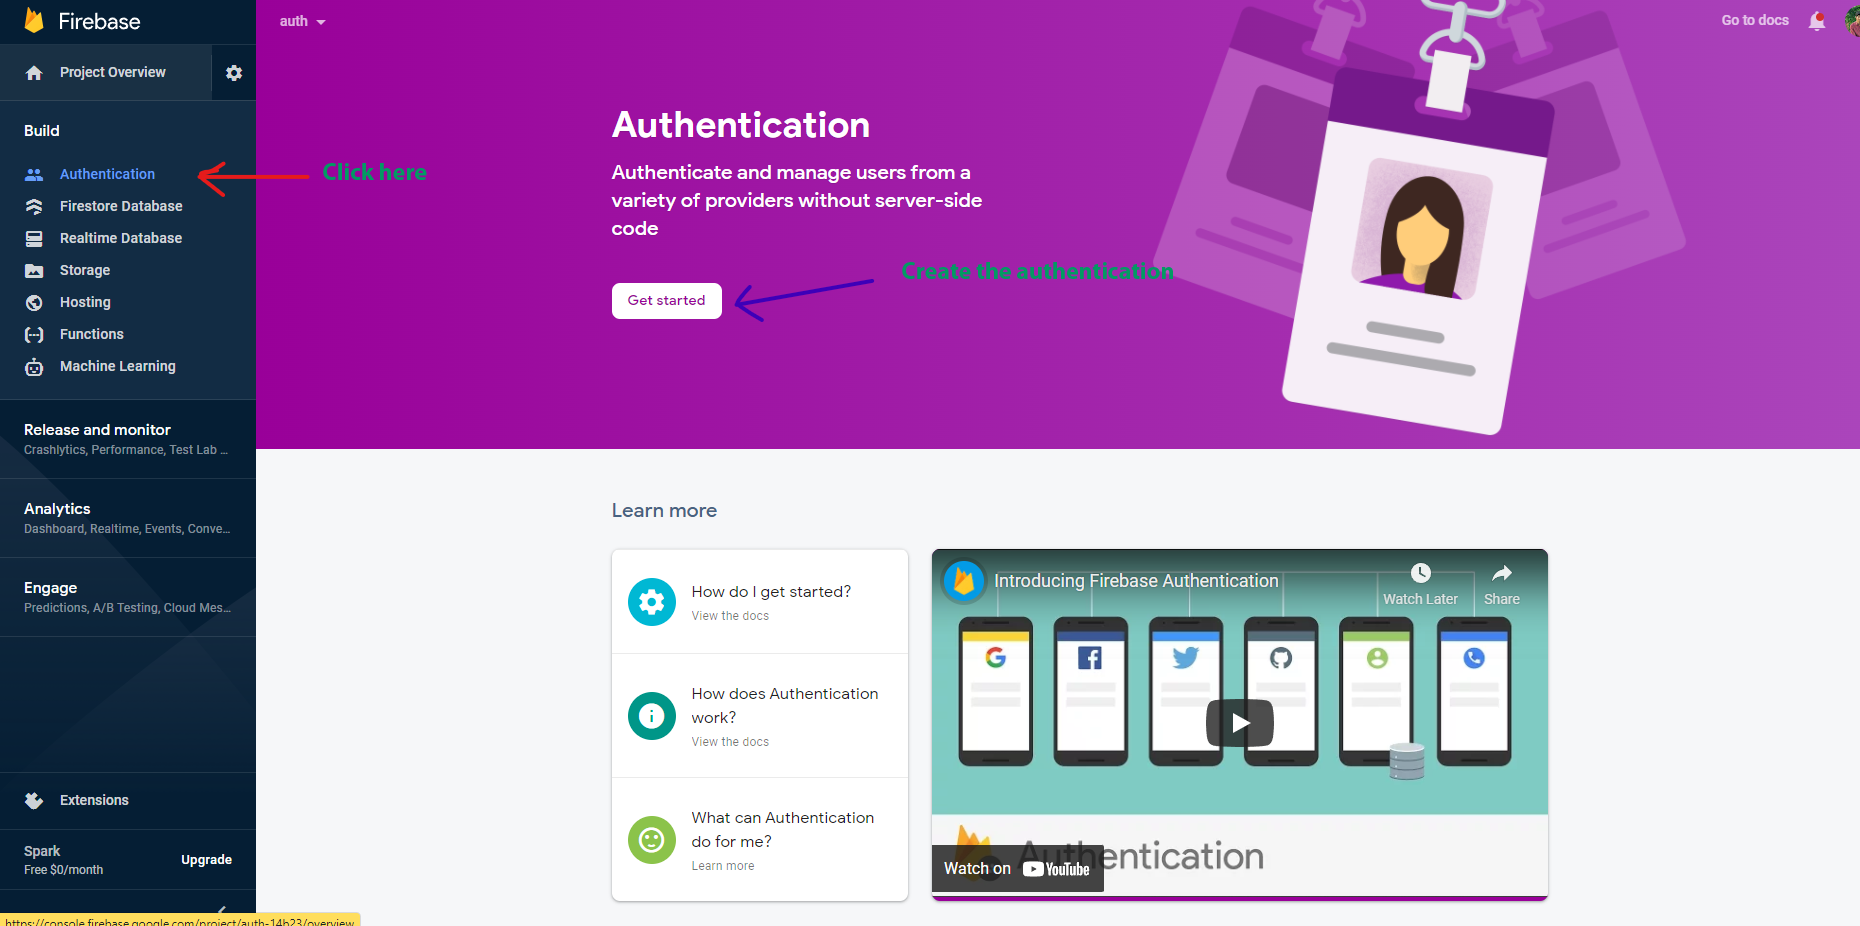 Firebase
auth
Go to docs
Project Overview
Build
Authentication
Firestore Database
Realtime Database
Storage
Hosting
Functions
Machine Learning
Release and monitor
Crashlytics, Performance, Test Lab ...
Analytics
Dashboard, Realtime, Events, Conve...
Engage
Predictions, A/B Testing, Cloud Mes...
Extensions
Spark
Free $0/month
Upgrade
https://console.firebase.google.com/project/auth-14b23/overview
Click here
Authentication
Authenticate and manage users from a
variety of providers without server-side
code
Create the authentication
Get started
Learn more
How do I get started?
View the docs
How does Authentication
work?
View the docs
What can Authentication
do for me?
Learn more
Introducing Firebase Authentication
Watch Later
Share
Authentication
Watch on YouTube